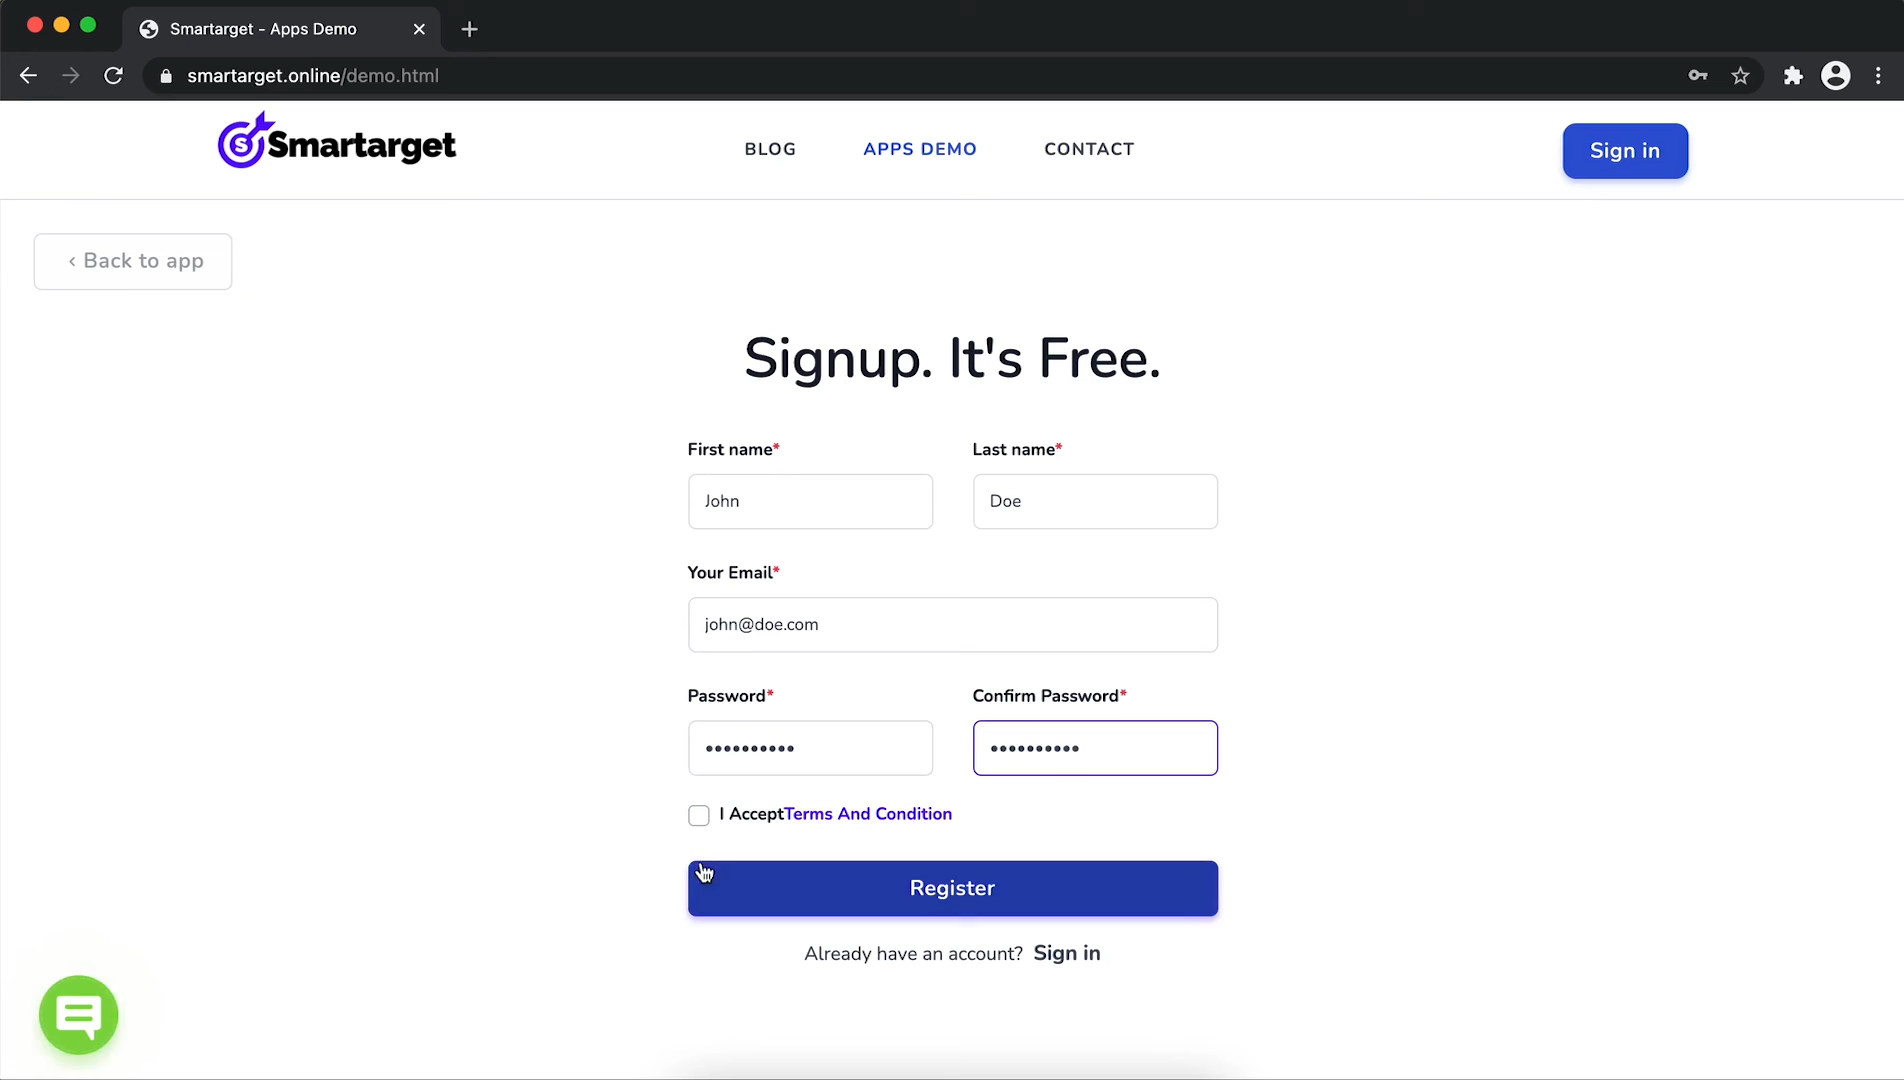 Smartarget - Apps Demo
smartarget.online/demo.html
Smartarget
BLOG
APPS DEMO
CONTACT
Sign in
‹ Back to app
Signup. It's Free.
First name*
Last name*
John
Doe
Your Email*
john@doe.com
Password*
Confirm Password*
••••••••••
••••••••••
I AcceptTerms And Condition
Register
Already have an account? Sign in